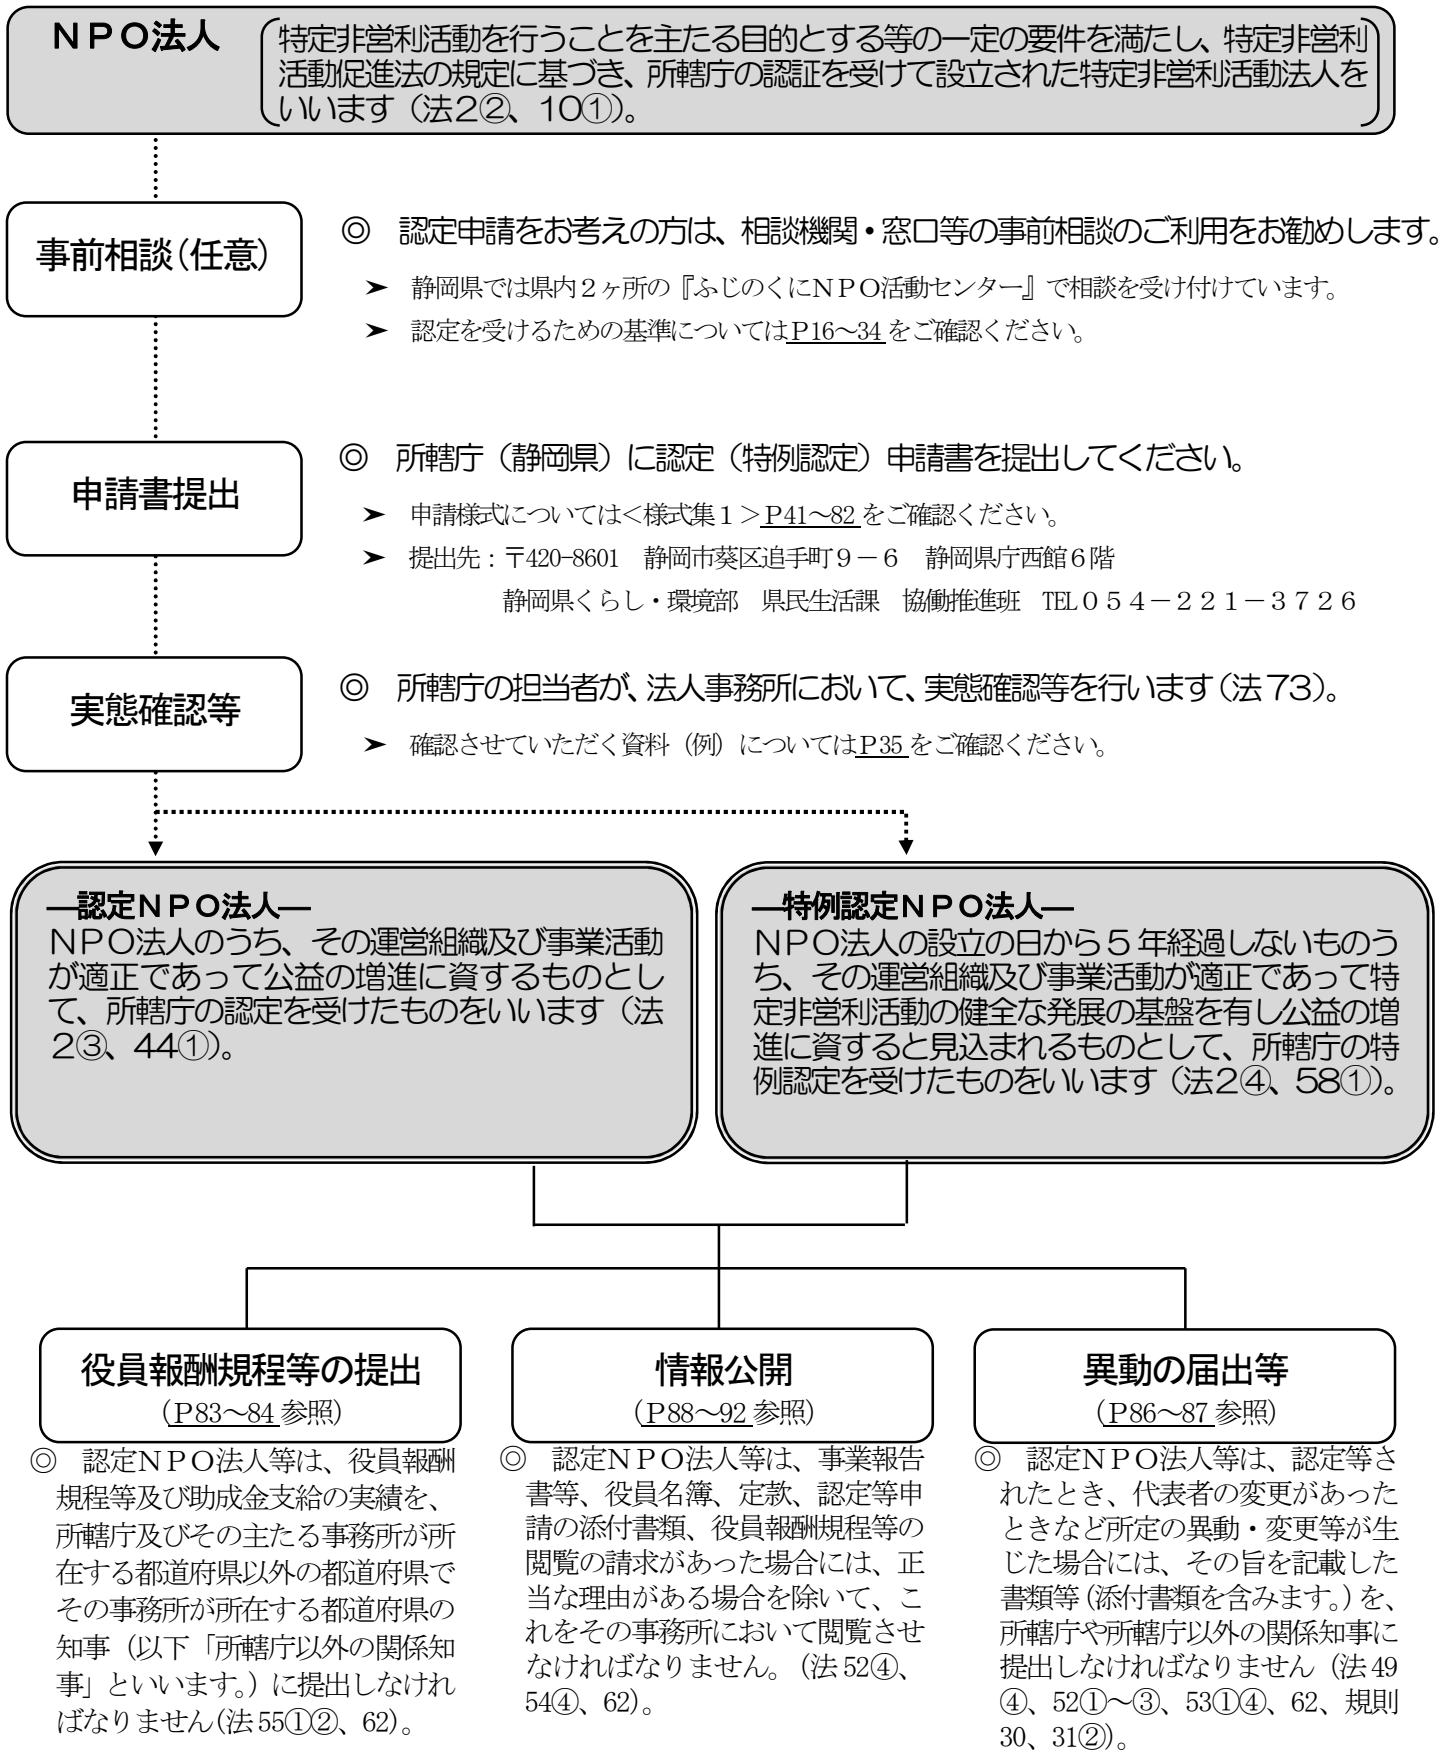 ＮＰＯ法人
特定非営利活動を行うことを主たる目的とする等の一定の要件を満たし、特定非営利
活動促進法の規定に基づき、所轄庁の認証を受けて設立された特定非営利活動法人を
いいます（法２②、１０①）。
事前相談（任意）
◎　認定申請をお考えの方は、相談機関・窓口等の事前相談のご利用をお勧めします。
➤　静岡県では県内２ヶ所の『ふじのくにＮＰＯ活動センター』で相談を受け付けています。
➤　認定を受けるための基準についてはP16～34 をご確認ください。
申請書提出
◎　所轄庁（静岡県）に認定（特例認定）申請書を提出してください。
➤　申請様式については＜様式集１＞P41～82 をご確認ください。
➤　提出先：〒420-8601　静岡市葵区追手町９－６　静岡県庁西館６階
静岡県くらし・環境部　県民生活課　協働推進班　TEL０５４－２２１－３７２６
実態確認等
◎　所轄庁の担当者が、法人事務所において、実態確認等を行います（法 73）。
➤　確認させていただく資料（例）についてはP35 をご確認ください。
―認定ＮＰＯ法人―
ＮＰＯ法人のうち、その運営組織及び事業活動
が適正であって公益の増進に資するものとし
て、所轄庁の認定を受けたものをいいます（法
２③、４４①）。
―特例認定ＮＰＯ法人―
ＮＰＯ法人の設立の日から５年経過しないものう
ち、その運営組織及び事業活動が適正であって特
定非営利活動の健全な発展の基盤を有し公益の増
進に資すると見込まれるものとして、所轄庁の特
例認定を受けたものをいいます（法２④、５８①）。
役員報酬規程等の提出
（P83～84 参照）
◎　認定ＮＰＯ法人等は、役員報酬
規程等及び助成金支給の実績を、
所轄庁及びその主たる事務所が所
在する都道府県以外の都道府県で
その事務所が所在する都道府県の
知事（以下「所轄庁以外の関係知
事」といいます。）に提出しなけれ
ばなりません（法 55①②、62）。
情報公開
（P88～92 参照）
◎　認定ＮＰＯ法人等は、事業報告
書等、役員名簿、定款、認定等申
請の添付書類、役員報酬規程等の
閲覧の請求があった場合には、正
当な理由がある場合を除いて、こ
れをその事務所において閲覧させ
なければなりません。（法 52④、
54④、62）。
異動の届出等
（P86～87 参照）
◎　認定ＮＰＯ法人等は、認定等さ
れたとき、代表者の変更があった
ときなど所定の異動・変更等が生
じた場合には、その旨を記載した
書類等（添付書類を含みます。）を、
所轄庁や所轄庁以外の関係知事に
提出しなければなりません（法 49
④、52①～③、53①④、62、規則
30、31②）。